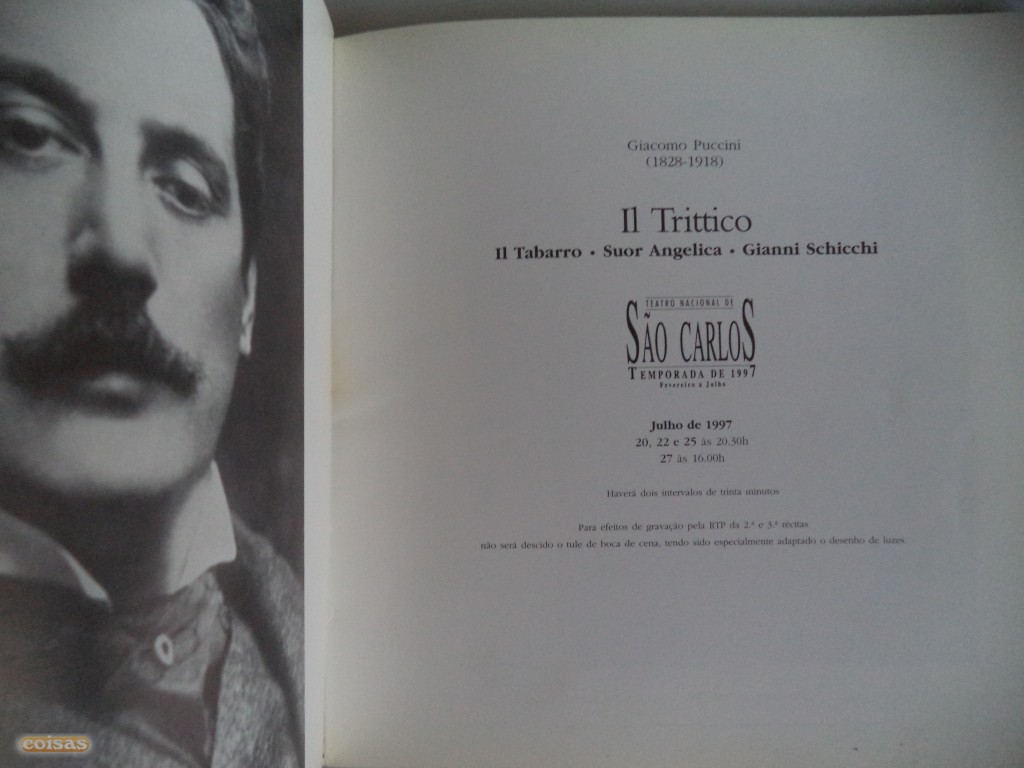 Giacomo Puccini
(1828-1918)
Il Trittico
Il Tabarro • Suor Angelica • Gianni Schicchi
TEATRO NACIONAL DE
SÃO CARLOS
TEMPORADA DE 1997
Fevereiro a Julho
Julho de 1997
20, 22 e 25 às 20.30h
27 às 16.00h
Haverá dois intervalos de trinta minutos
Para efeitos de gravação pela RTP da 2.ª e 3.ª récitas
não será descido o tule de boca de cena, tendo sido especialmente adaptado o desenho de luzes.
coisas